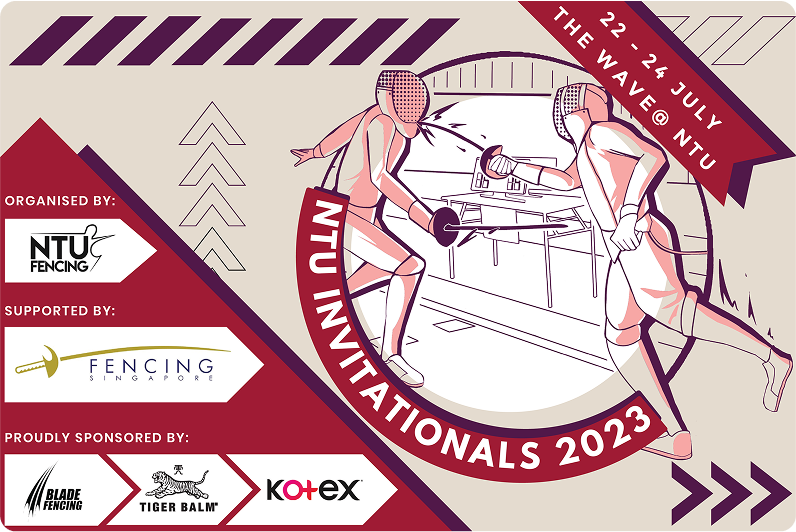 22 - 24 JULY
THE WAVE@ NTU
ORGANISED BY:
NTU
FENCING
SUPPORTED BY:
FENCING
SINGAPORE
PROUDLY SPONSORED BY:
BLADE
FENCING
TIGER BALM
Kotex
NTU INVITATIONALS 2023